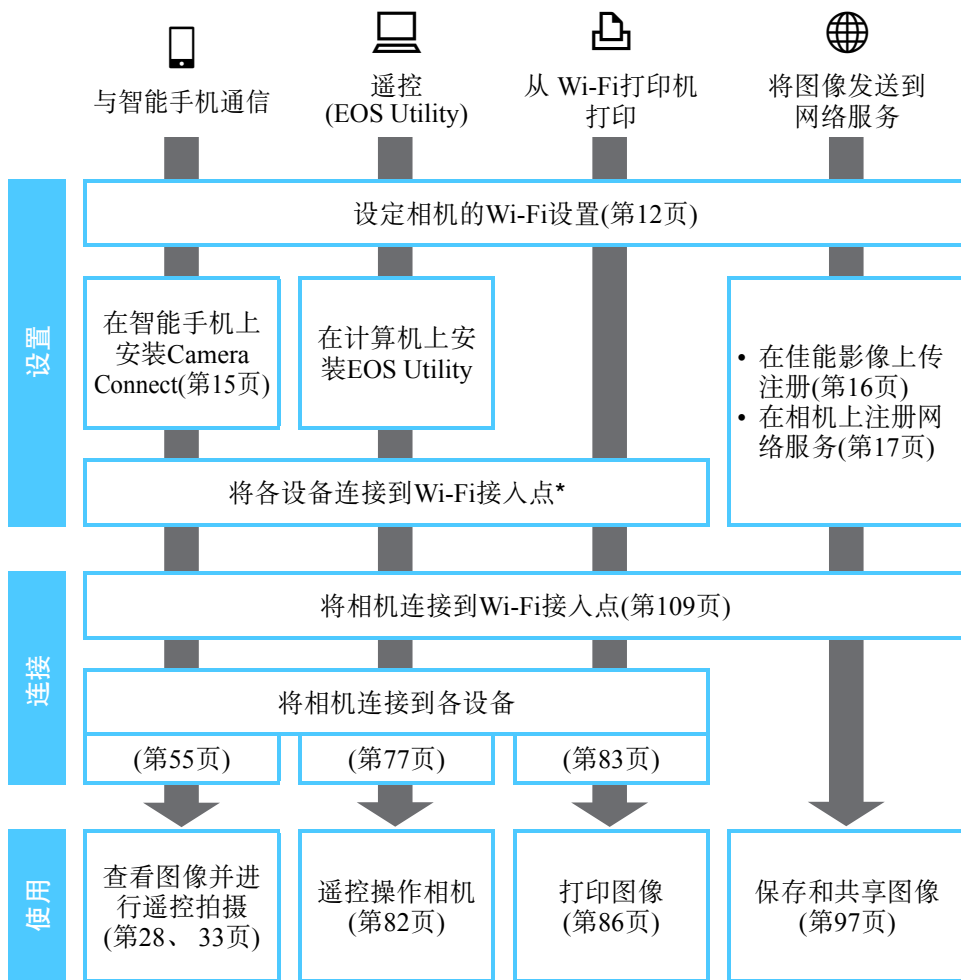 与智能手机通信
遥控
(EOS Utility)
从 Wi-Fi打印机
打印
将图像发送到
网络服务
设置
设定相机的Wi-Fi设置(第12页)
在智能手机上
安装Camera
Connect(第15页)
在计算机上安
装EOS Utility
• 在佳能影像上传
注册(第16页)
• 在相机上注册网
络服务(第17页)
将各设备连接到Wi-Fi接入点*
连接
将相机连接到Wi-Fi接入点(第109页)
将相机连接到各设备
(第55页)
(第77页)
(第83页)
使用
查看图像并进
行遥控拍摄
(第28、 33页)
遥控操作相机
(第82页)
打印图像
(第86页)
保存和共享图像
(第97页)